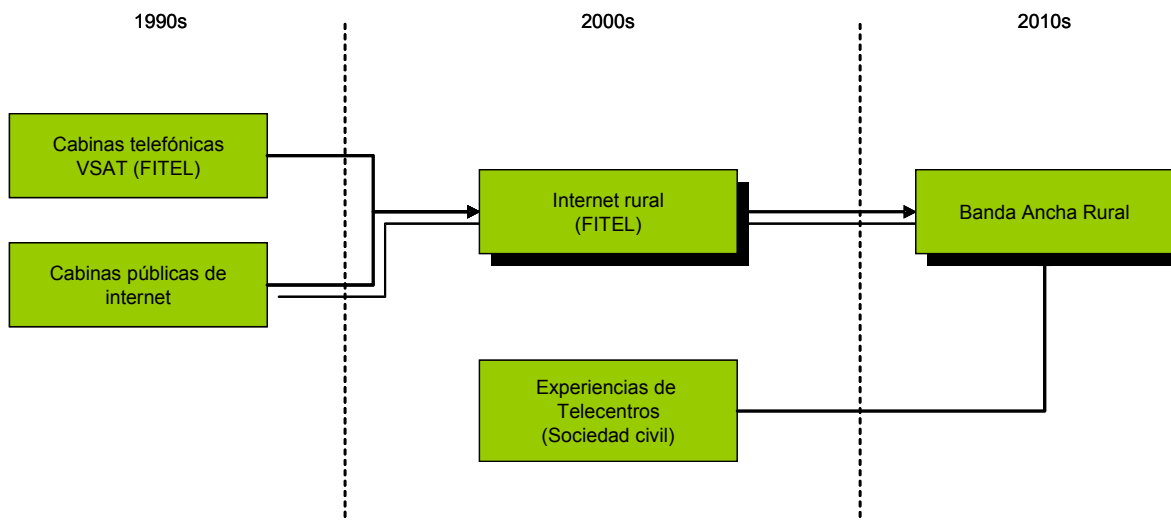 1990s
2000s
2010s
Cabinas telefónicas
VSAT (FITEL)
Cabinas públicas de
internet
Internet rural
(FITEL)
Experiencias de
Telecentros
(Sociedad civil)
Banda Ancha Rural